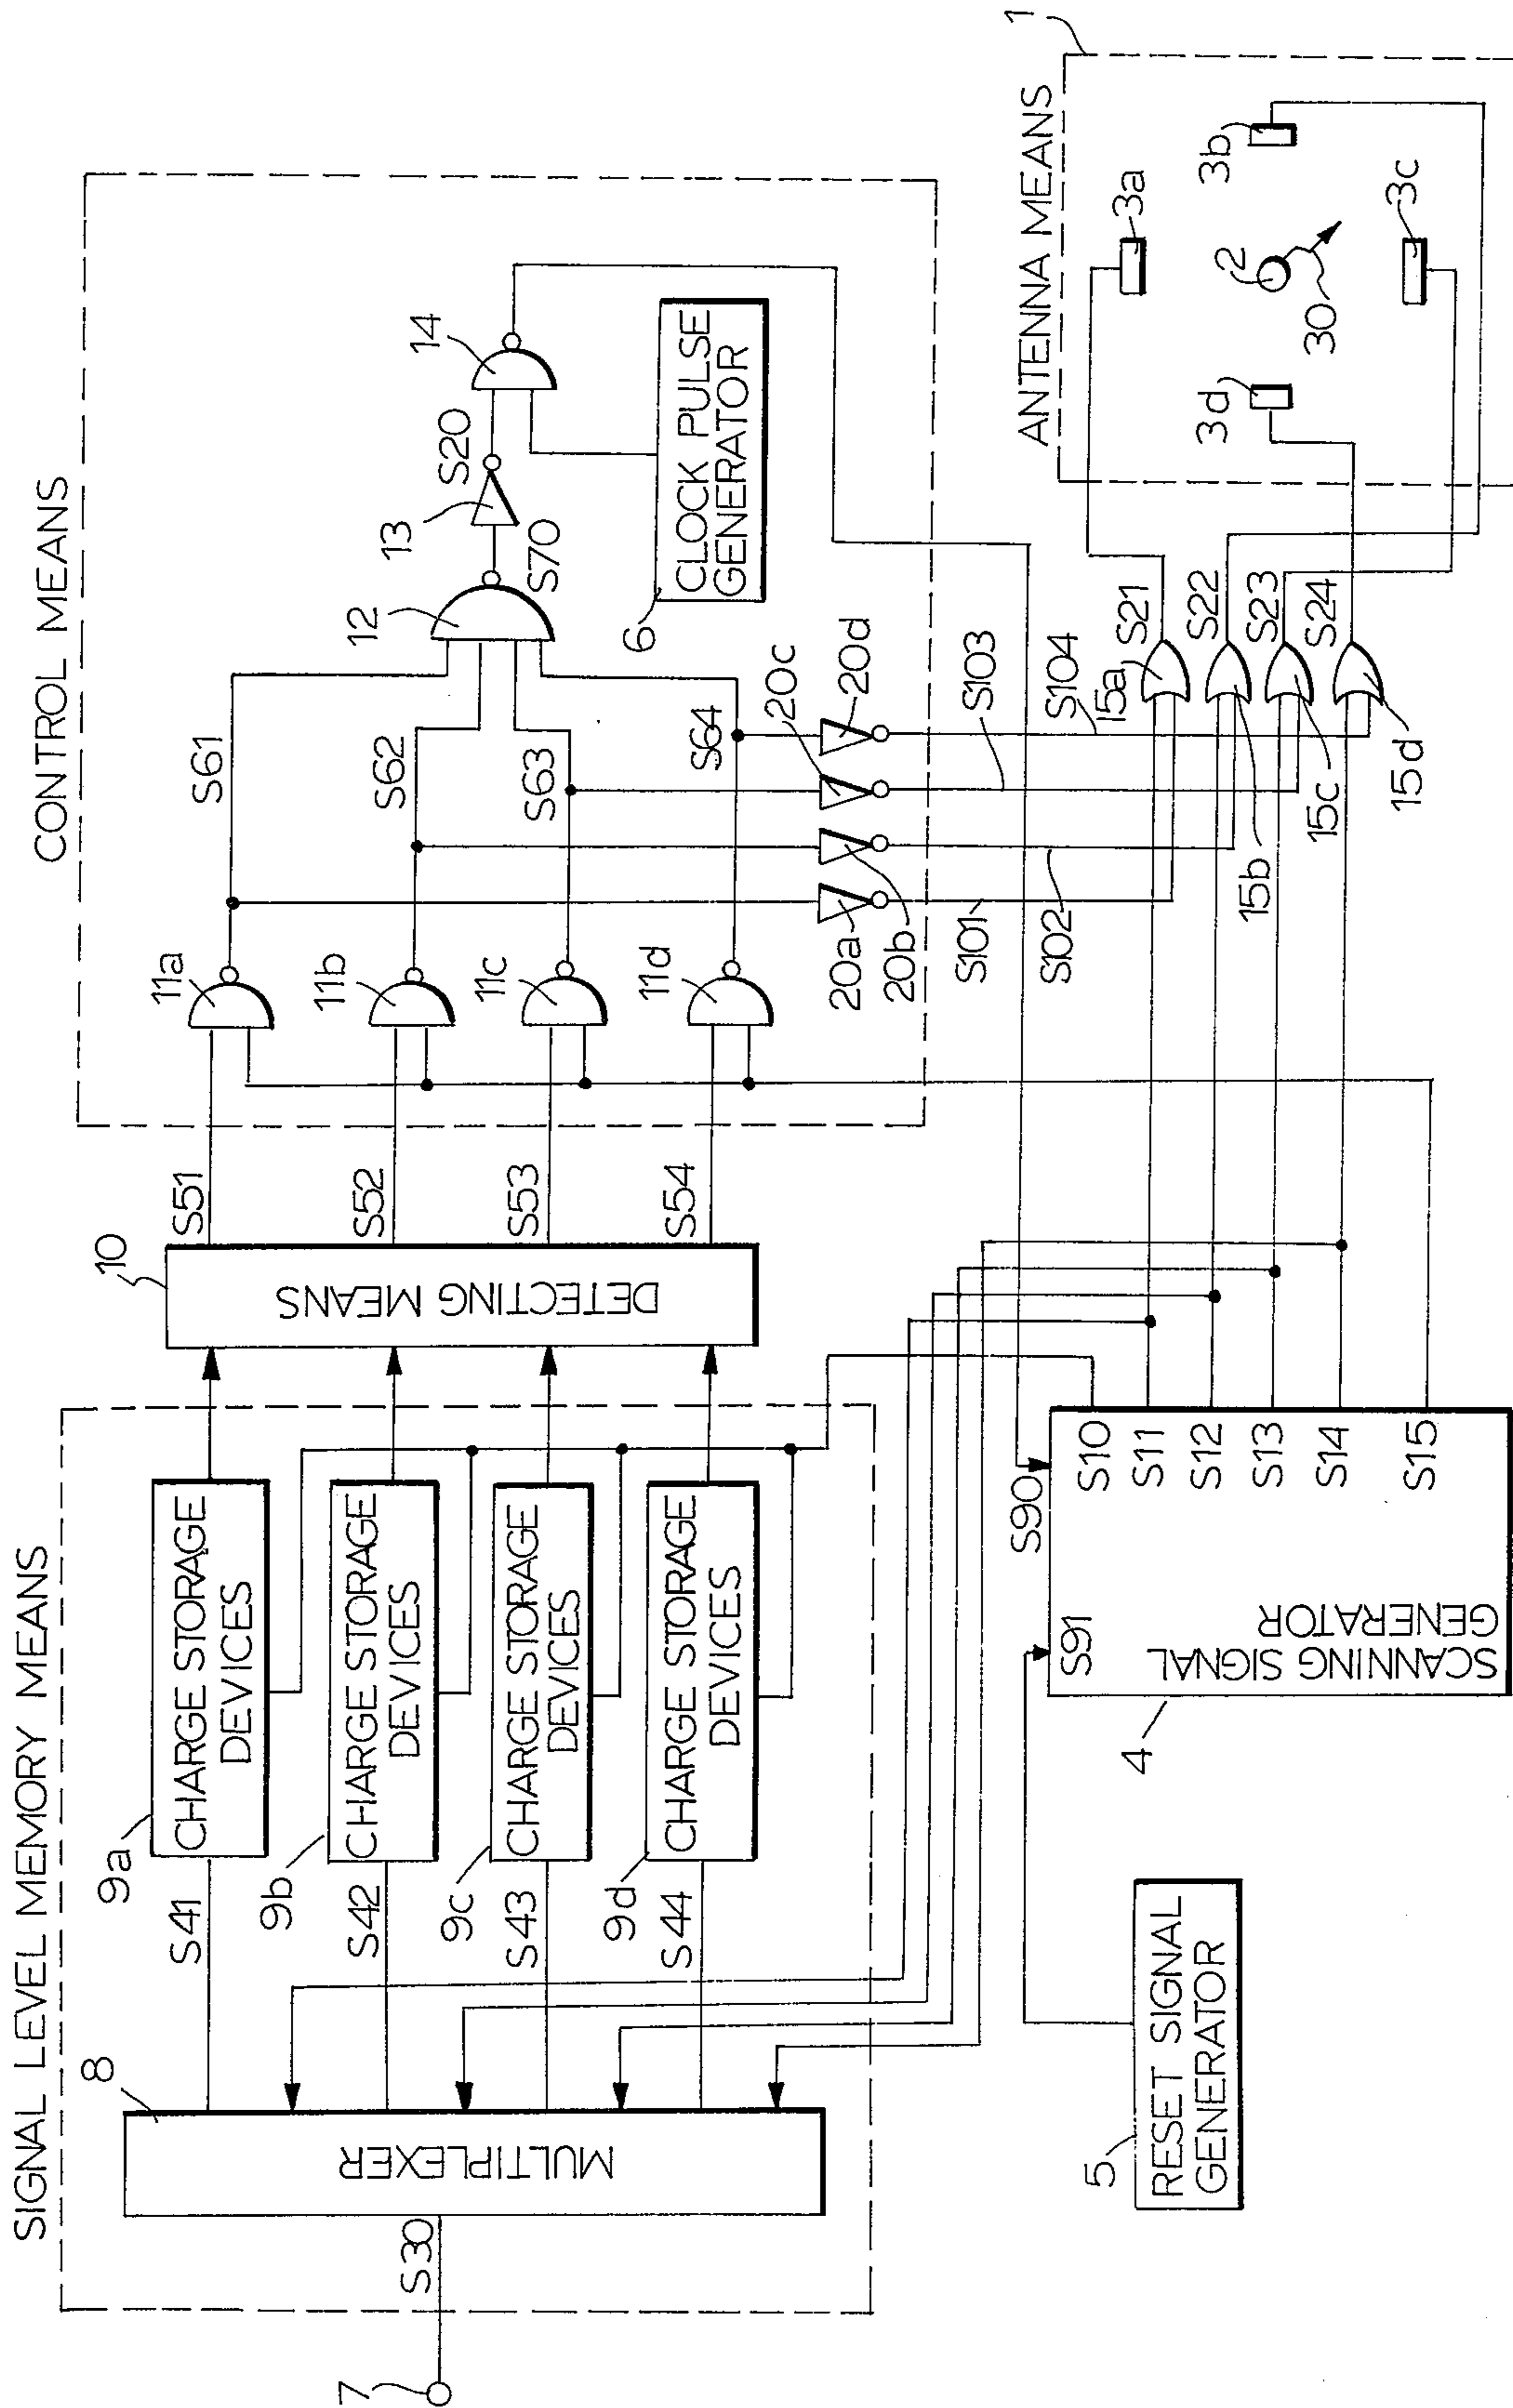 SIGNAL LEVEL MEMORY MEANS
7
S30
8
MULTIPLEXER
S41
S42
S43
S44
9a
CHARGE STORAGE
DEVICES
9b
CHARGE STORAGE
DEVICES
9c
CHARGE STORAGE
DEVICES
9d
CHARGE STORAGE
DEVICES
10
DETECTING MEANS
S51
S52
S53
S54
CONTROL MEANS
11a
11b
11c
11d
S61
S62
S63
S64
12
S70
13
S20
14
6
CLOCK PULSE
GENERATOR
20a
20b
20c
20d
S101
S102
S103
S104
5
RESET SIGNAL
GENERATOR
4
SCANNING SIGNAL
GENERATOR
S91
S90
S10
S11
S12
S13
S14
S15
15a
15b
15c
15d
S21
S22
S23
S24
ANTENNA MEANS
1
3a
3b
3c
3d
2
30